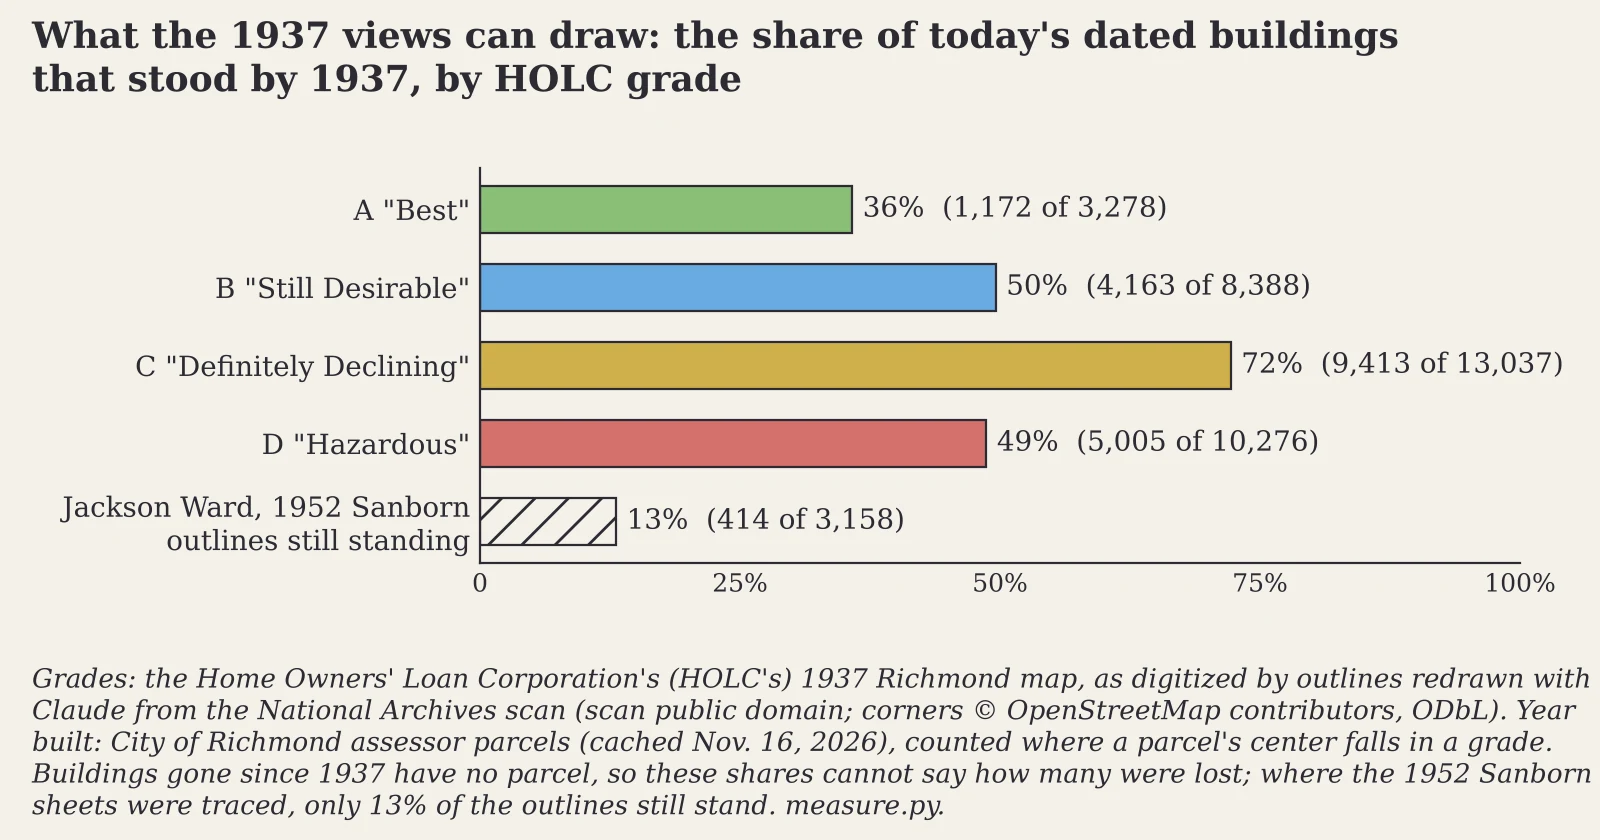 What the 1937 views can draw: the share of today's dated buildings
that stood by 1937, by HOLC grade
A "Best"
36% (1,172 of 3,278)
B "Still Desirable"
50% (4,163 of 8,388)
C "Definitely Declining"
72% (9,413 of 13,037)
D "Hazardous"
49% (5,005 of 10,276)
Jackson Ward, 1952 Sanborn
outlines still standing
13% (414 of 3,158)
0 25% 50% 75% 100%
Grades: the Home Owners' Loan Corporation's (HOLC's) 1937 Richmond map, as digitized by outlines redrawn with
Claude from the National Archives scan (scan public domain; corners © OpenStreetMap contributors, ODbL). Year
built: City of Richmond assessor parcels (cached Nov. 16, 2026), counted where a parcel's center falls in a grade.
Buildings gone since 1937 have no parcel, so these shares cannot say how many were lost; where the 1952 Sanborn
sheets were traced, only 13% of the outlines still stand. measure.py.